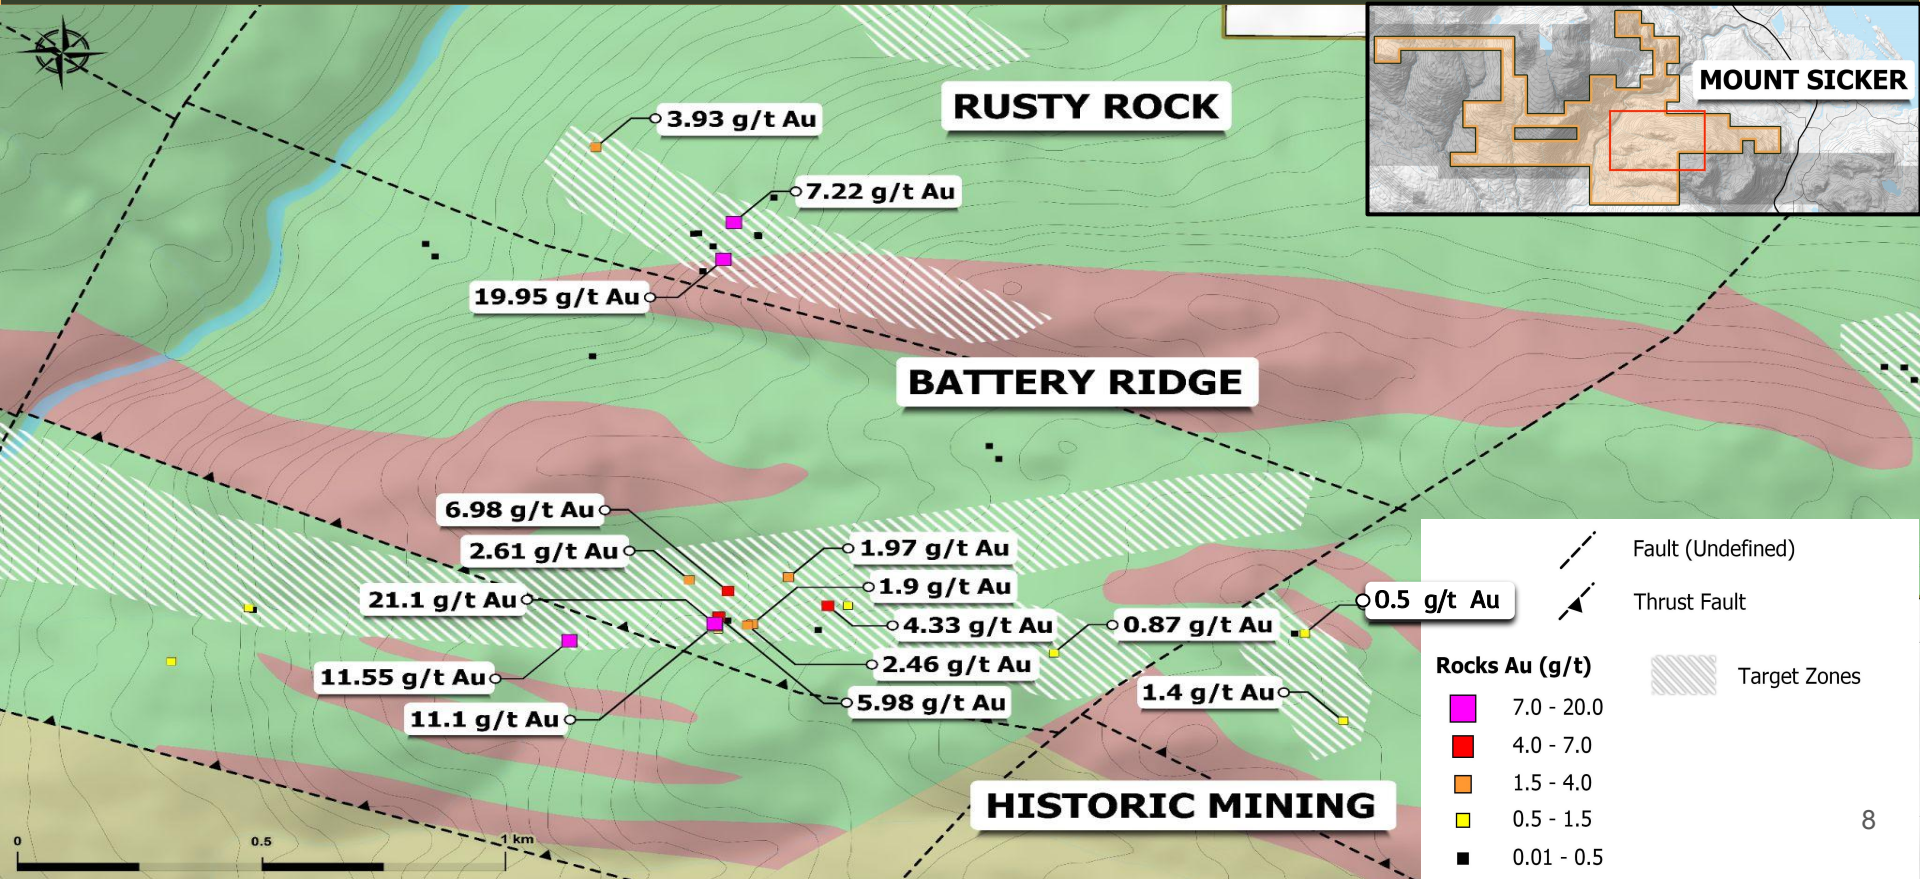 MOUNT SICKER
RUSTY ROCK
3.93 g/t Au
7.22 g/t Au
19.95 g/t Au
BATTERY RIDGE
6.98 g/t Au
2.61 g/t Au
1.97 g/t Au
1.9 g/t Au
21.1 g/t Au
4.33 g/t Au
0.87 g/t Au
0.5 g/t Au
2.46 g/t Au
11.55 g/t Au
1.4 g/t Au
5.98 g/t Au
11.1 g/t Au
HISTORIC MINING
0 0.5 1 km
Fault (Undefined)
Thrust Fault
Rocks Au (g/t)
7.0 - 20.0
4.0 - 7.0
1.5 - 4.0
0.5 - 1.5
0.01 - 0.5
Target Zones
8